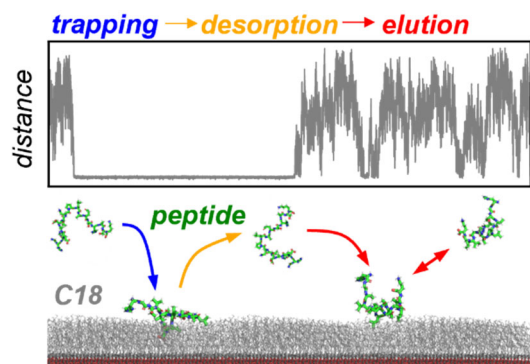 trapping → desorption → elution
distance
peptide
C18